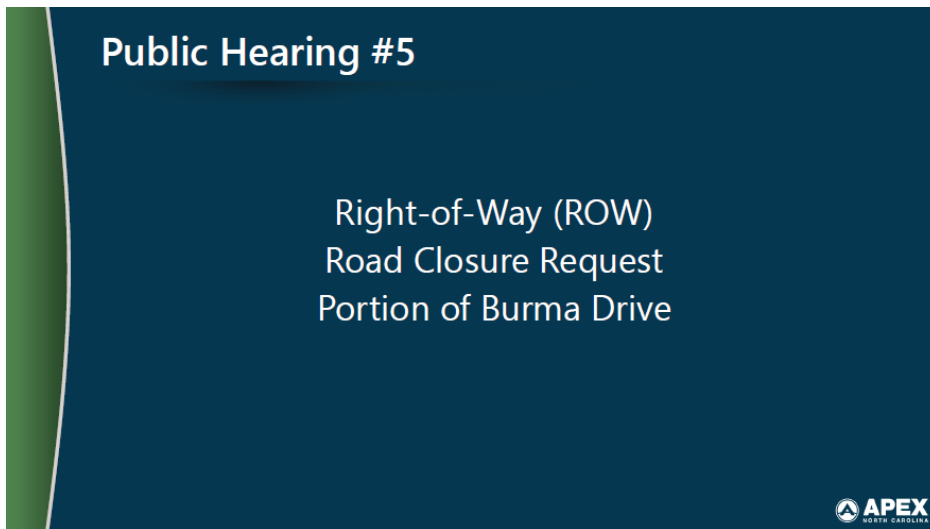 Public Hearing #5
Right-of-Way (ROW)
Road Closure Request
Portion of Burma Drive
APEX
NORTH CAROLINA